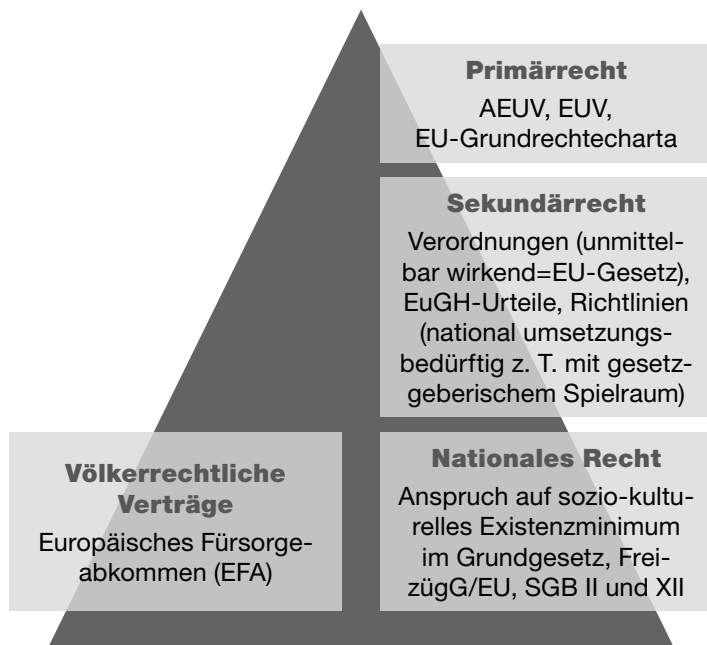 Primärrecht
AEUV, EUV,
EU-Grundrechtecharta
Sekundärrecht
Verordnungen (unmittel-
bar wirkend=EU-Gesetz),
EuGH-Urteile, Richtlinien
(national umsetzungs-
bedürftig z. T. mit gesetz-
geberischem Spielraum)
Völkerrechtliche
Verträge
Europäisches Fürsorge-
abkommen (EFA)
Nationales Recht
Anspruch auf sozio-kultu-
relles Existenzminimum
im Grundgesetz, Frei-
zügG/EU, SGB II und XII